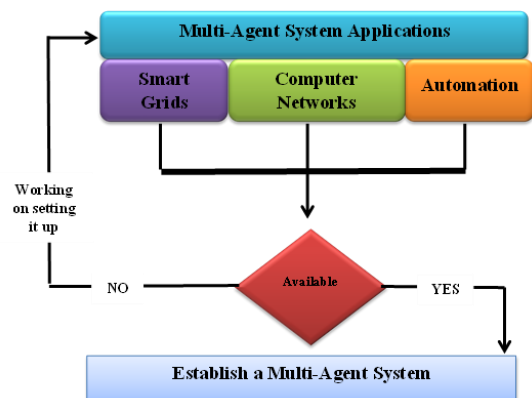 Multi-Agent System Applications
Smart
Grids
Computer
Networks
Automation
Working
on setting
it up
Available
NO
YES
Establish a Multi-Agent System